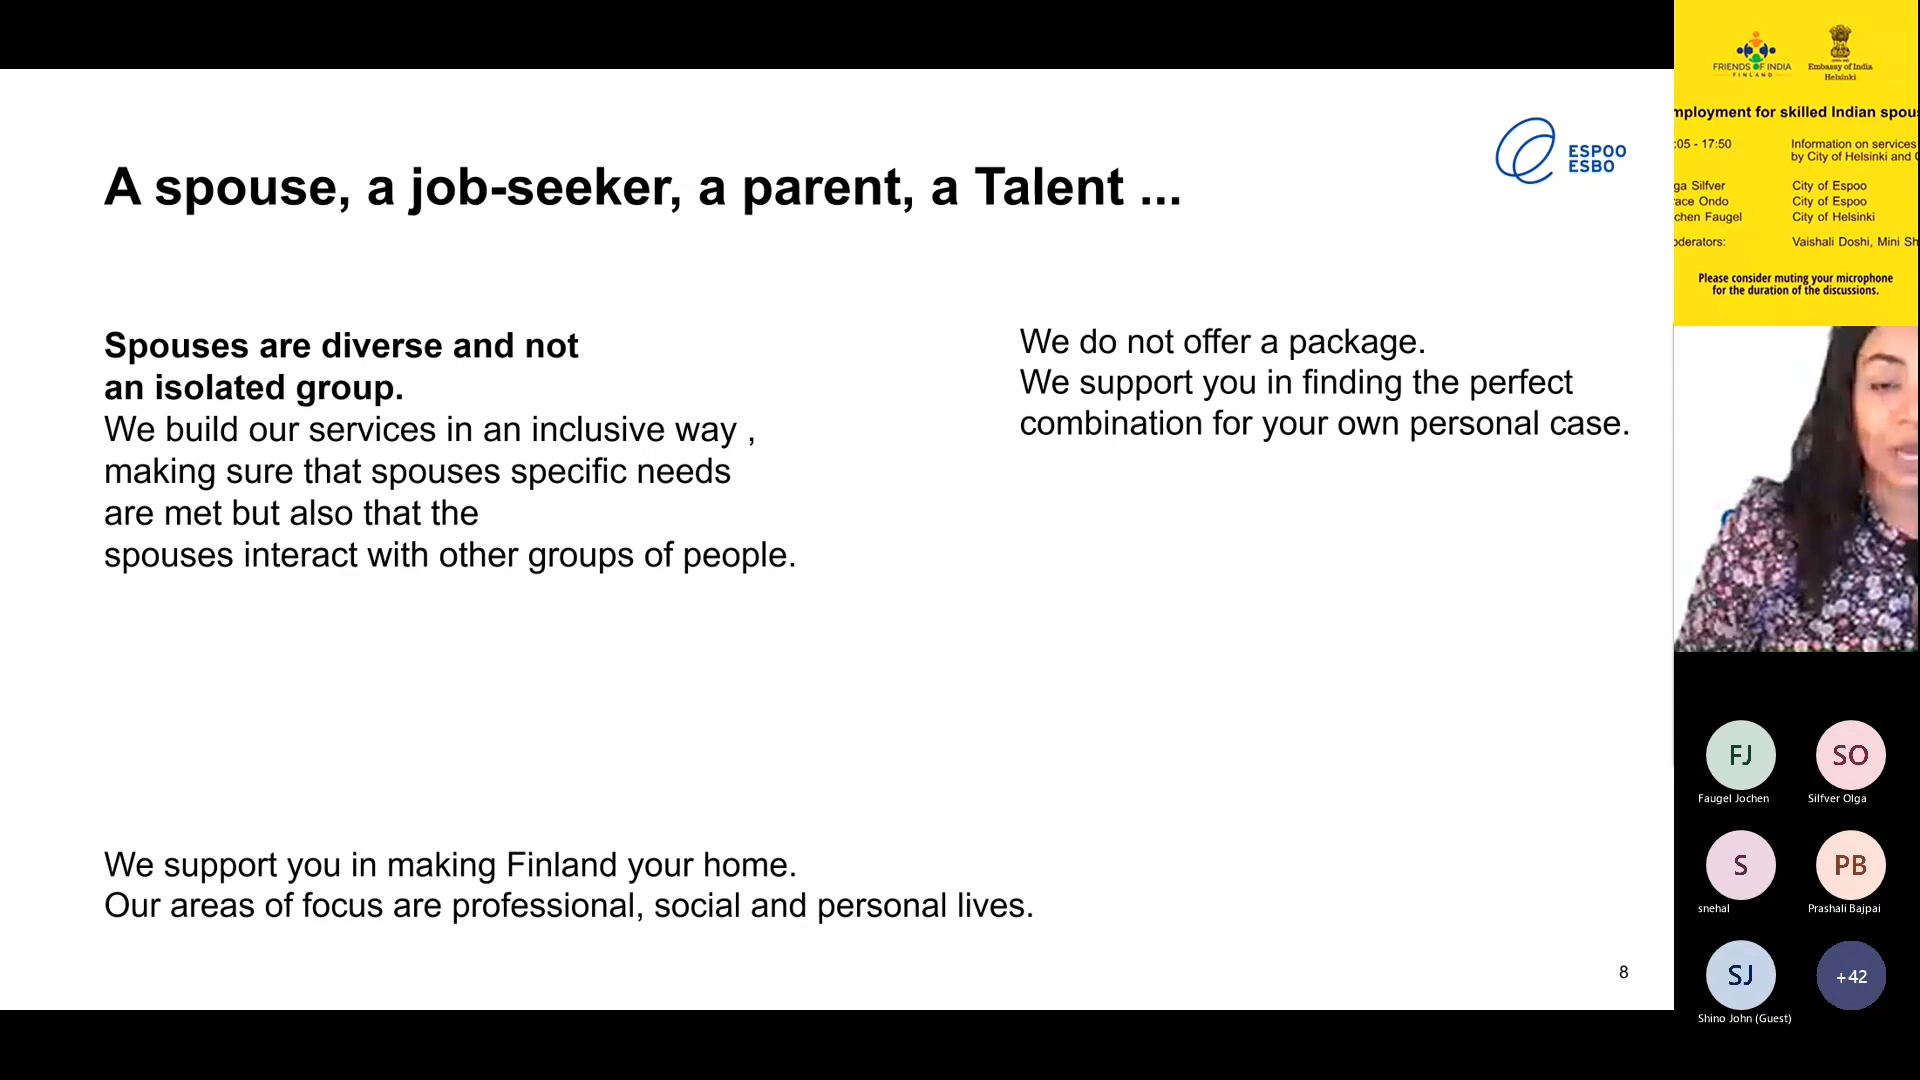 A spouse, a job-seeker, a parent, a Talent ...
ESPOO
ESBO
Spouses are diverse and not
an isolated group.
We build our services in an inclusive way ,
making sure that spouses specific needs
are met but also that the
spouses interact with other groups of people.
We do not offer a package.
We support you in finding the perfect
combination for your own personal case.
We support you in making Finland your home.
Our areas of focus are professional, social and personal lives.
8
FRIENDS OF INDIA
FINLAND
Embassy of India
Helsinki
mployment for skilled Indian spou
:05 - 17:50
Information on services
by City of Helsinki and
ga Silfver City of Espoo
ace Ondo City of Espoo
chen Faugel City of Helsinki
oderators: Vaishali Doshi, Mini Sh
Please consider muting your microphone
for the duration of the discussions.
FJ
Faugel Jochen
SO
Silfver Olga
S
snehal
PB
Prashali Bajpai
SJ
Shino John (Guest)
+42